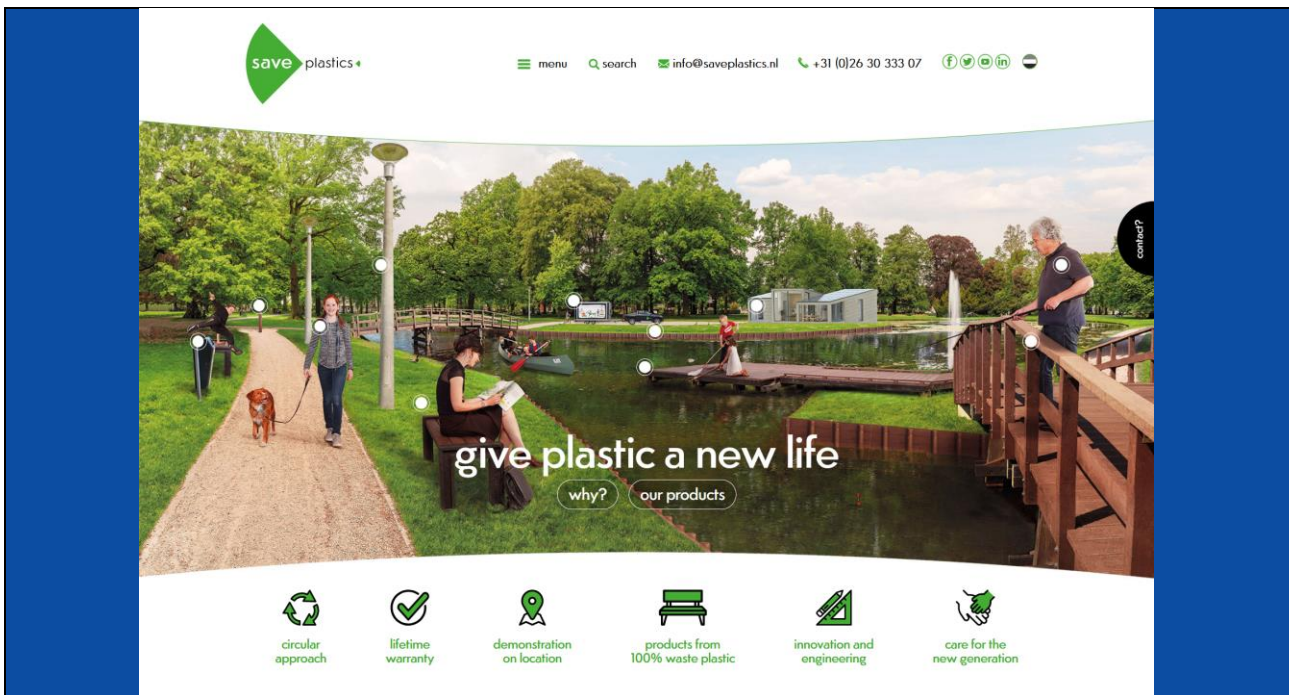 save plastics
menu
search
info@saveplastics.nl
+31 (0)26 30 333 07
contact?
give plastic a new life
why?
our products
circular
approach
lifetime
warranty
demonstration
on location
products from
100% waste plastic
innovation and
engineering
care for the
new generation